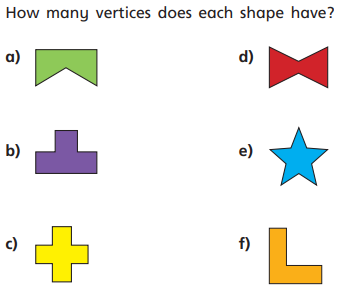 How many vertices does each shape have?
a)
d)
b)
e)
c)
f)